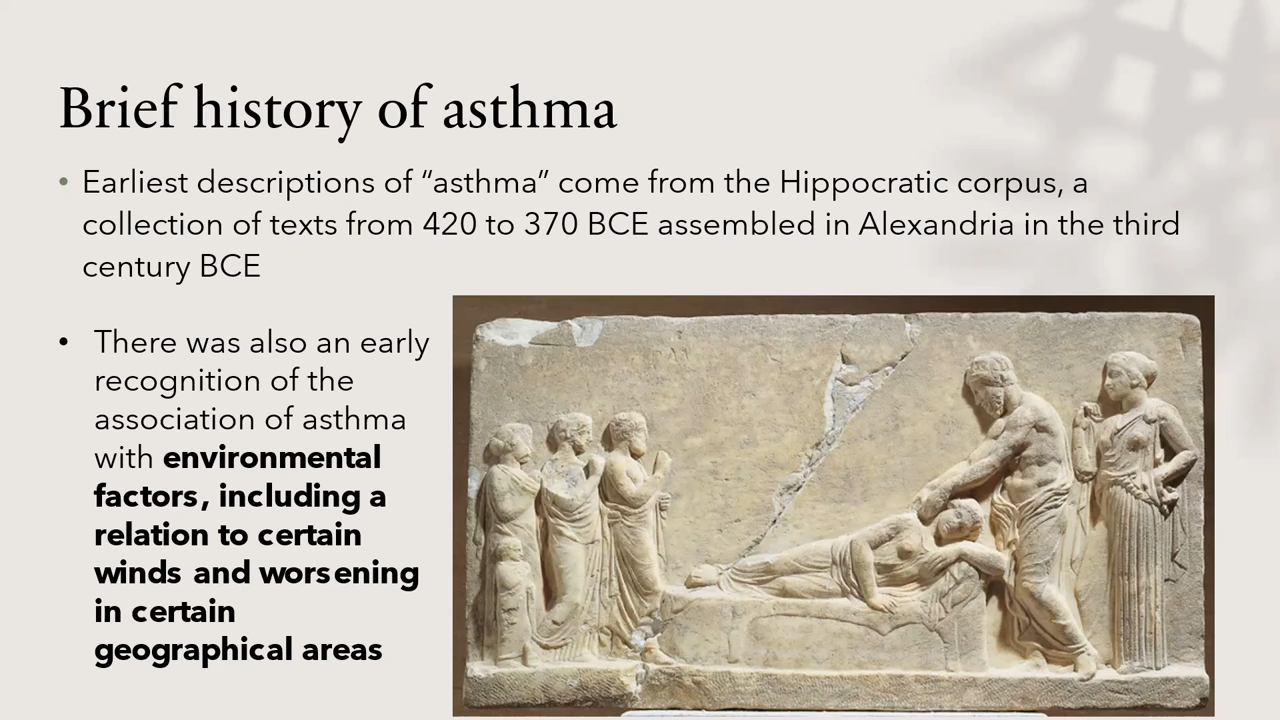 Brief history of asthma
• Earliest descriptions of “asthma” come from the Hippocratic corpus, a
collection of texts from 420 to 370 BCE assembled in Alexandria in the third
century BCE
• There was also an early
recognition of the
association of asthma
with environmental
factors, including a
relation to certain
winds and worsening
in certain
geographical areas